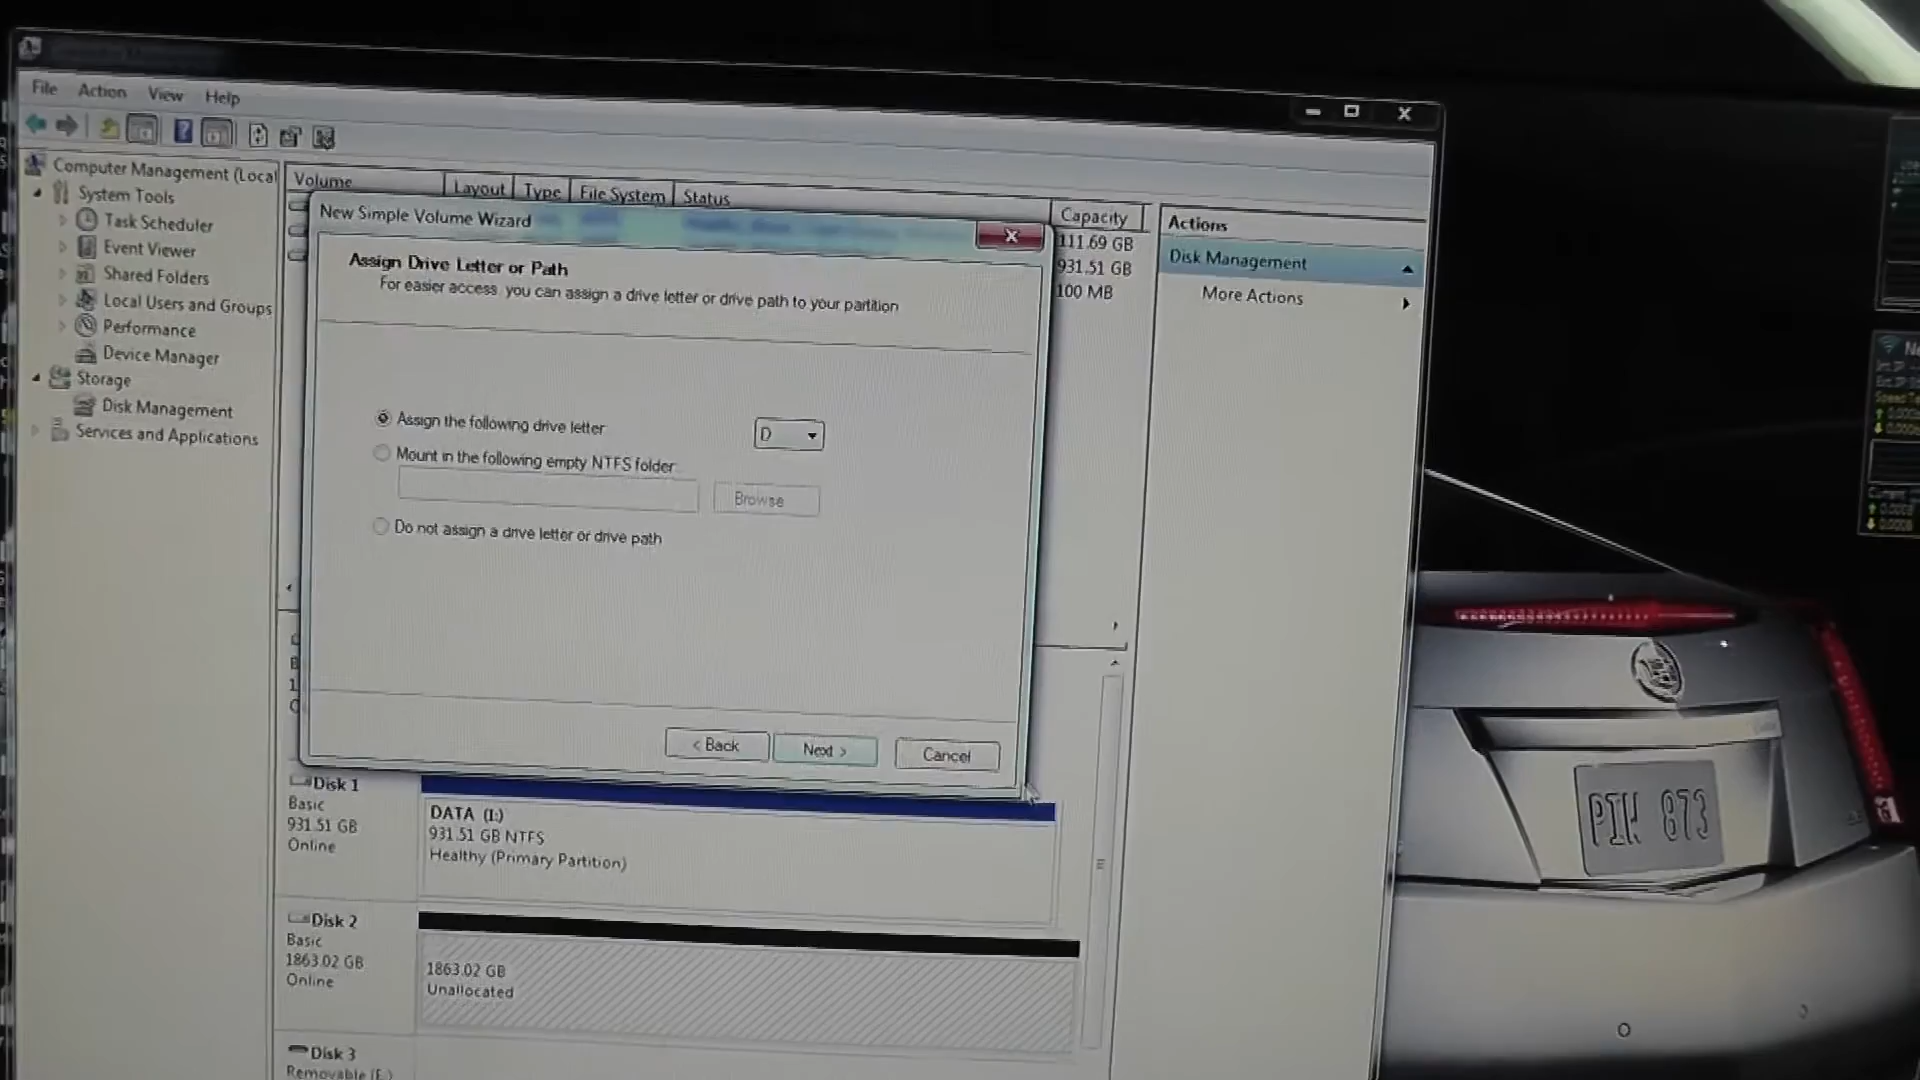 File Action View Help
Computer Management (Local
System Tools
Task Scheduler
Event Viewer
Shared Folders
Local Users and Groups
Performance
Device Manager
Storage
Disk Management
Services and Applications
Volume Layout Type File System Status
Capacity
111.69 GB
931.51 GB
100 MB
Actions
Disk Management
More Actions
New Simple Volume Wizard
Assign Drive Letter or Path
For easier access, you can assign a drive letter or drive path to your partition
Assign the following drive letter
D
Mount in the following empty NTFS folder
Browse
Do not assign a drive letter or drive path
< Back
Next >
Cancel
Disk 1
Basic
931.51 GB
Online
DATA (I:)
931.51 GB NTFS
Healthy (Primary Partition)
Disk 2
Basic
1863.02 GB
Online
1863.02 GB
Unallocated
Disk 3
Removable (E:)
PIH 873